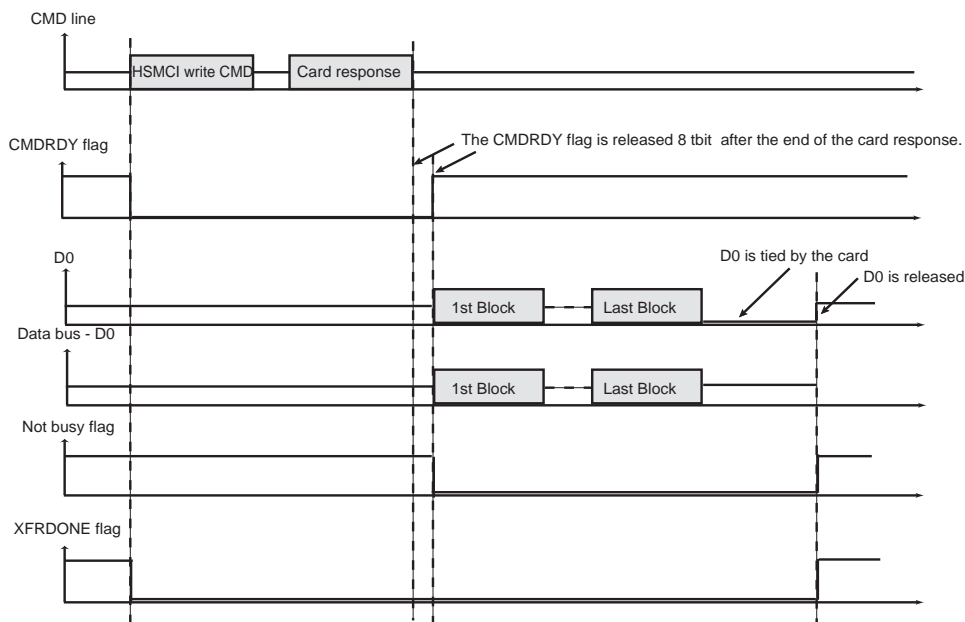 CMD line
HSMCI write CMD
Card response
The CMDRDY flag is released 8 tbit after the end of the card response.
CMDRDY flag
D0
D0 is tied by the card
D0 is released
1st Block
Last Block
Data bus - D0
1st Block
Last Block
Not busy flag
XFRDONE flag